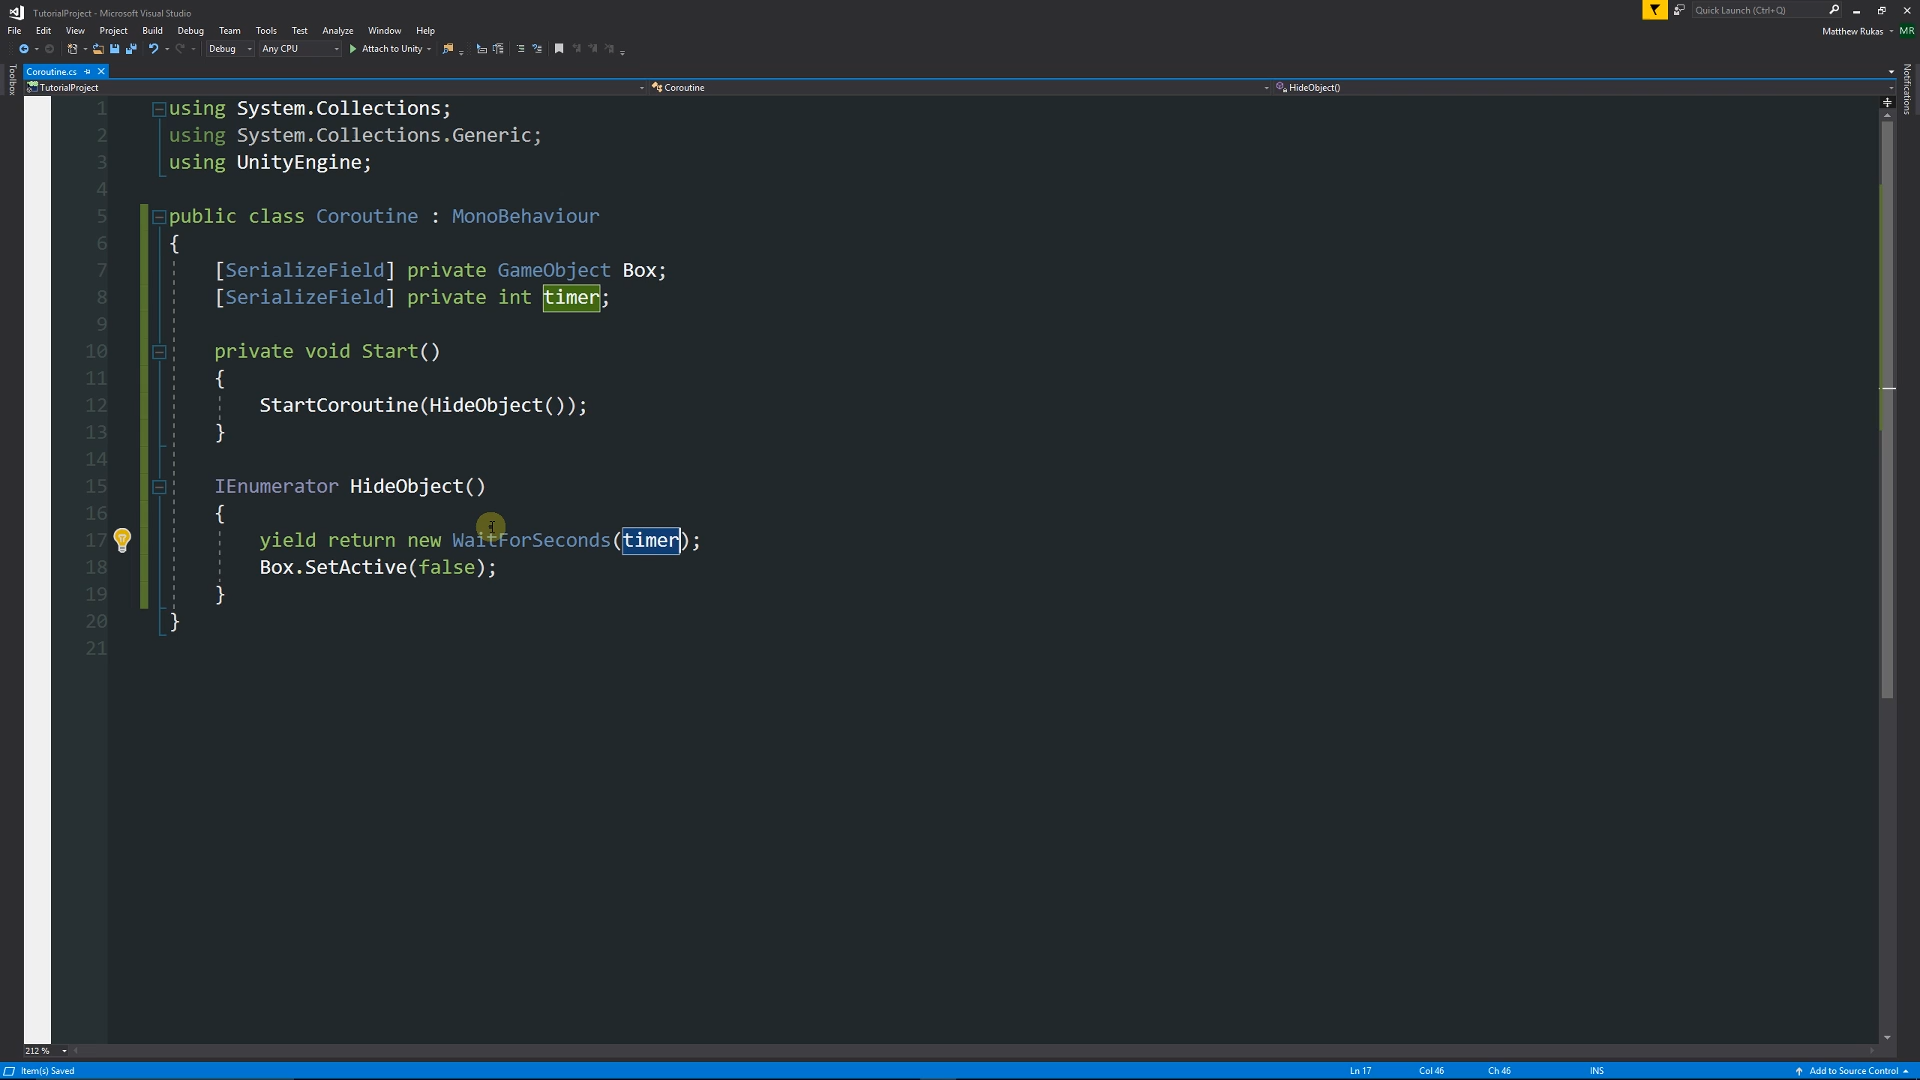 TutorialProject - Microsoft Visual Studio
Quick Launch (Ctrl+Q)
File Edit View Project Build Debug Team Tools Test Analyze Window Help
Matthew Rukas MR
Debug Any CPU Attach to Unity
Toolbox
Notifications
Coroutine.cs
TutorialProject Coroutine HideObject()
1 using System.Collections;
2 using System.Collections.Generic;
3 using UnityEngine;
4
5 public class Coroutine : MonoBehaviour
6 {
7 [SerializeField] private GameObject Box;
8 [SerializeField] private int timer;
9
10 private void Start()
11 {
12 StartCoroutine(HideObject());
13 }
14
15 IEnumerator HideObject()
16 {
17 yield return new WaitForSeconds(timer);
18 Box.SetActive(false);
19 }
20 }
21
212 %
Item(s) Saved Ln 17 Col 46 Ch 46 INS Add to Source Control